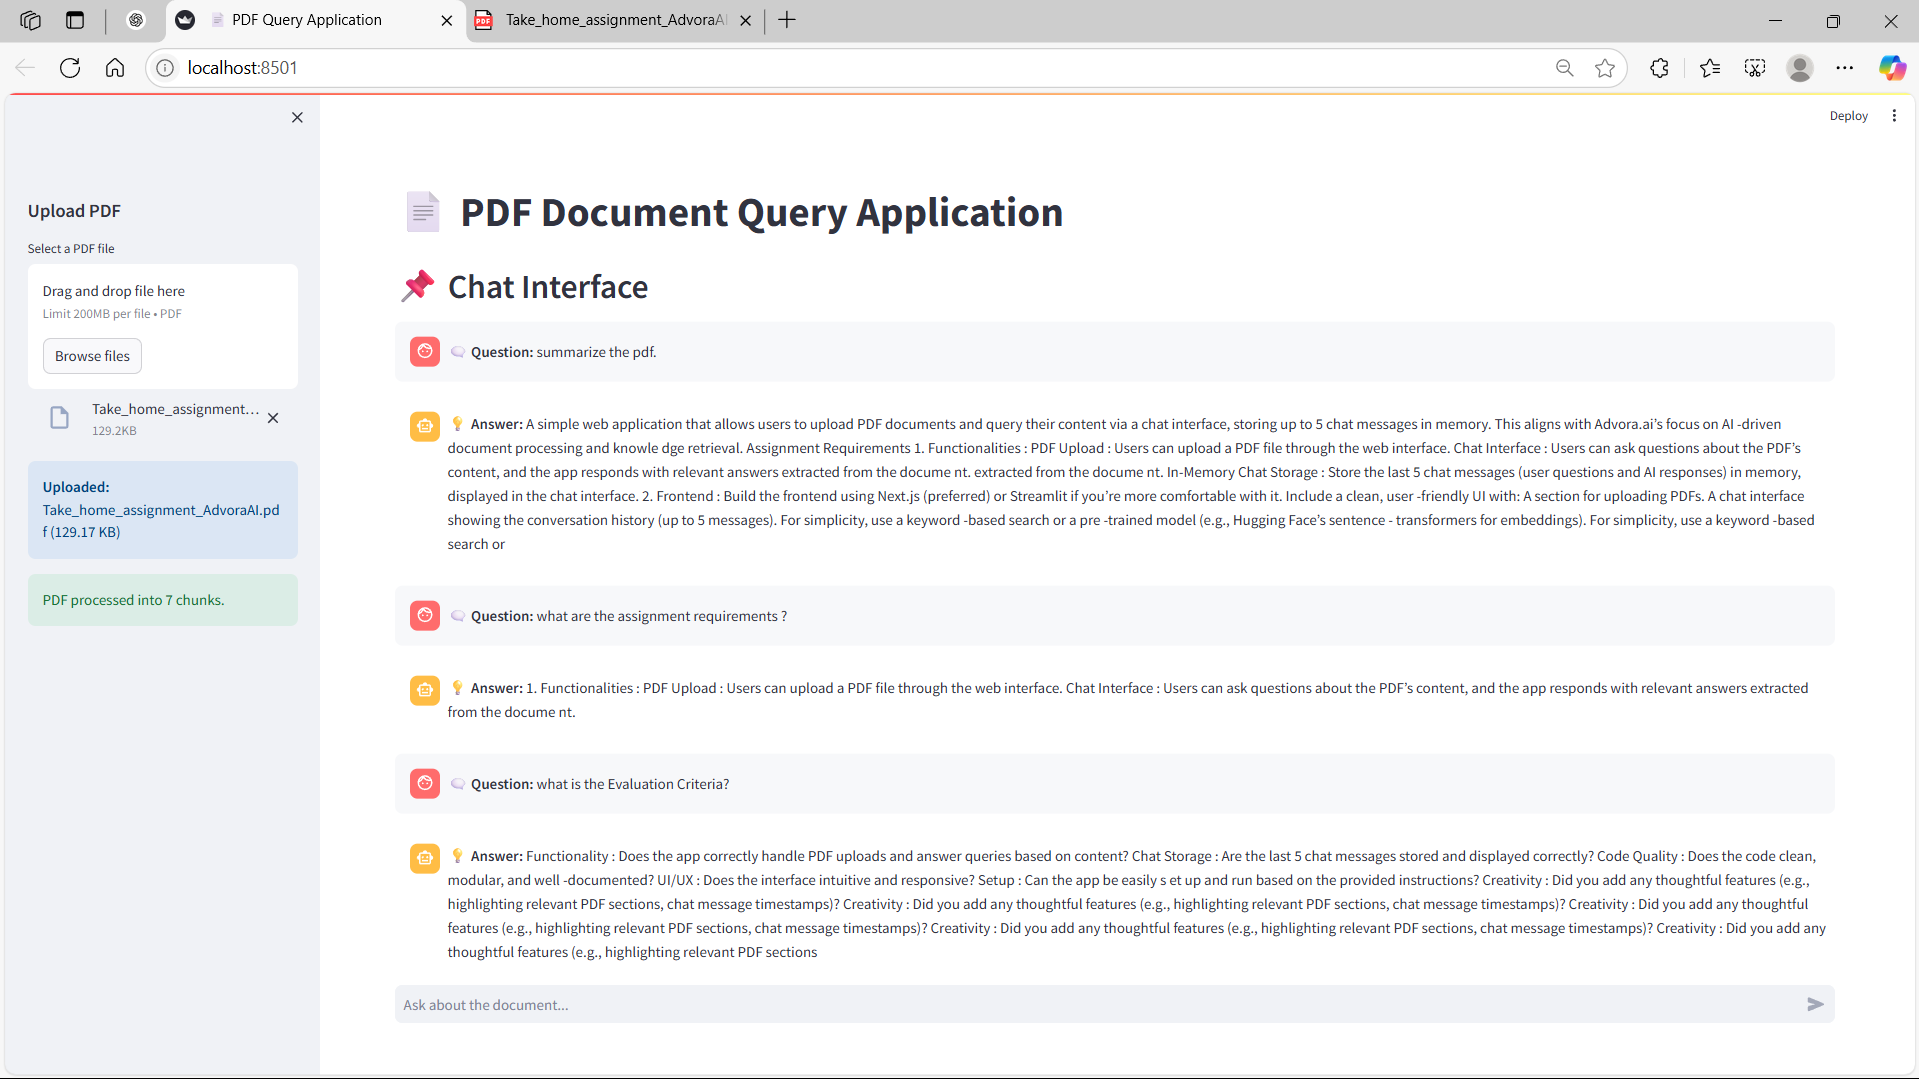 PDF Query Application
Take_home_assignment_AdvoraAI
localhost:8501
Deploy
Upload PDF
Select a PDF file
Drag and drop file here
Limit 200MB per file • PDF
Browse files
Take_home_assignment...
129.2KB
Uploaded:
Take_home_assignment_AdvoraAI.pd
f (129.17 KB)
PDF processed into 7 chunks.
PDF Document Query Application
Chat Interface
Question: summarize the pdf.
Answer: A simple web application that allows users to upload PDF documents and query their content via a chat interface, storing up to 5 chat messages in memory. This aligns with Advora.ai’s focus on AI -driven
document processing and knowle dge retrieval. Assignment Requirements 1. Functionalities : PDF Upload : Users can upload a PDF file through the web interface. Chat Interface : Users can ask questions about the PDF’s
content, and the app responds with relevant answers extracted from the docume nt. extracted from the docume nt. In-Memory Chat Storage : Store the last 5 chat messages (user questions and AI responses) in memory,
displayed in the chat interface. 2. Frontend : Build the frontend using Next.js (preferred) or Streamlit if you’re more comfortable with it. Include a clean, user -friendly UI with: A section for uploading PDFs. A chat interface
showing the conversation history (up to 5 messages). For simplicity, use a keyword -based search or a pre -trained model (e.g., Hugging Face’s sentence - transformers for embeddings). For simplicity, use a keyword -based
search or
Question: what are the assignment requirements ?
Answer: 1. Functionalities : PDF Upload : Users can upload a PDF file through the web interface. Chat Interface : Users can ask questions about the PDF’s content, and the app responds with relevant answers extracted
from the docume nt.
Question: what is the Evaluation Criteria?
Answer: Functionality : Does the app correctly handle PDF uploads and answer queries based on content? Chat Storage : Are the last 5 chat messages stored and displayed correctly? Code Quality : Does the code clean,
modular, and well -documented? UI/UX : Does the interface intuitive and responsive? Setup : Can the app be easily s et up and run based on the provided instructions? Creativity : Did you add any thoughtful features (e.g.,
highlighting relevant PDF sections, chat message timestamps)? Creativity : Did you add any thoughtful features (e.g., highlighting relevant PDF sections, chat message timestamps)? Creativity : Did you add any thoughtful
features (e.g., highlighting relevant PDF sections, chat message timestamps)? Creativity : Did you add any thoughtful features (e.g., highlighting relevant PDF sections, chat message timestamps)? Creativity : Did you add any
thoughtful features (e.g., highlighting relevant PDF sections
Ask about the document...